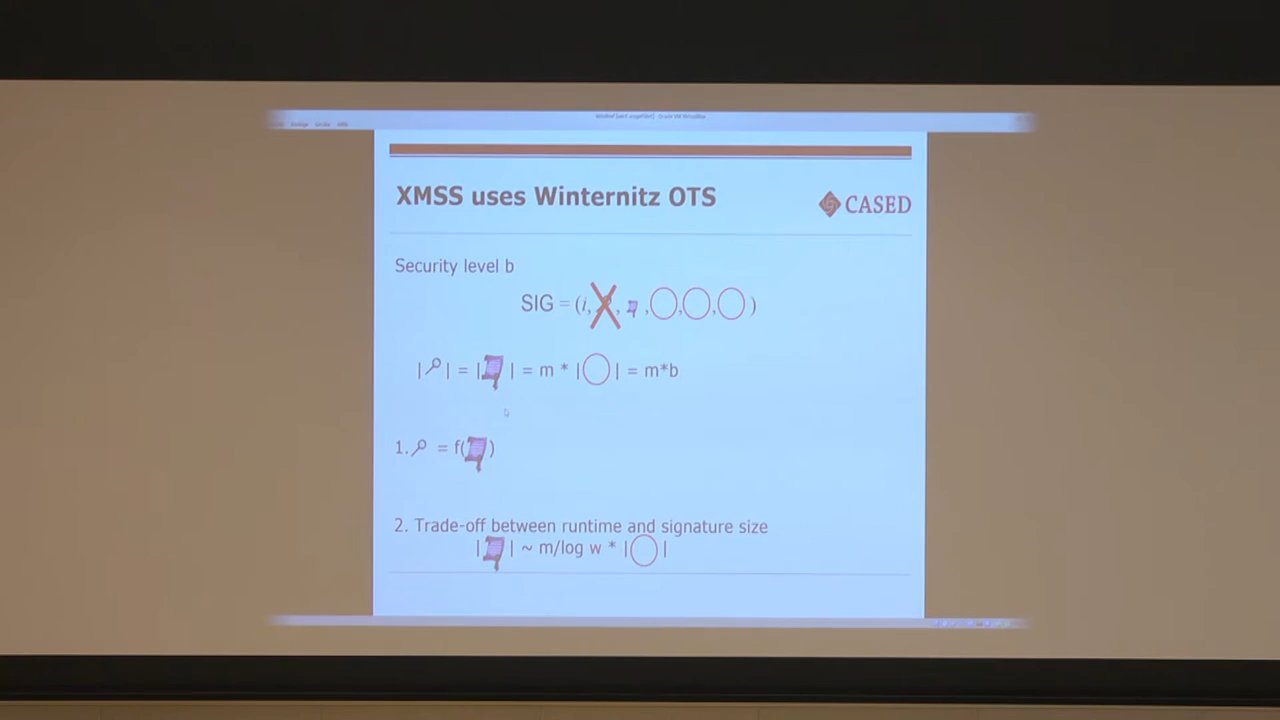 XMSS uses Winternitz OTS
CASED
Security level b
SIG = (i, , , , , )
| | = | | = m * | | = m*b
1. = f( )
2. Trade-off between runtime and signature size
| | ~ m/log w * | |